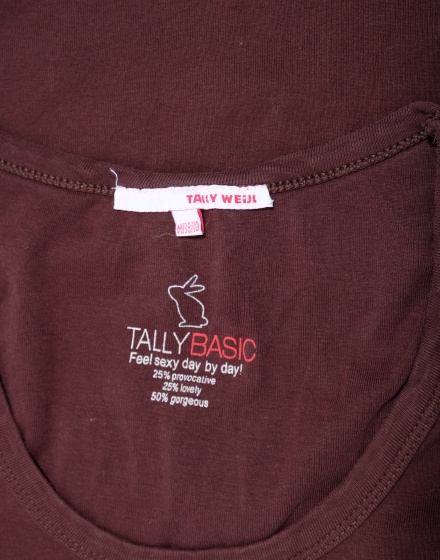 TALLY WEiJL
TALLYBASIC
Feel sexy day by day!
25% provocative
25% lovely
50% gorgeous